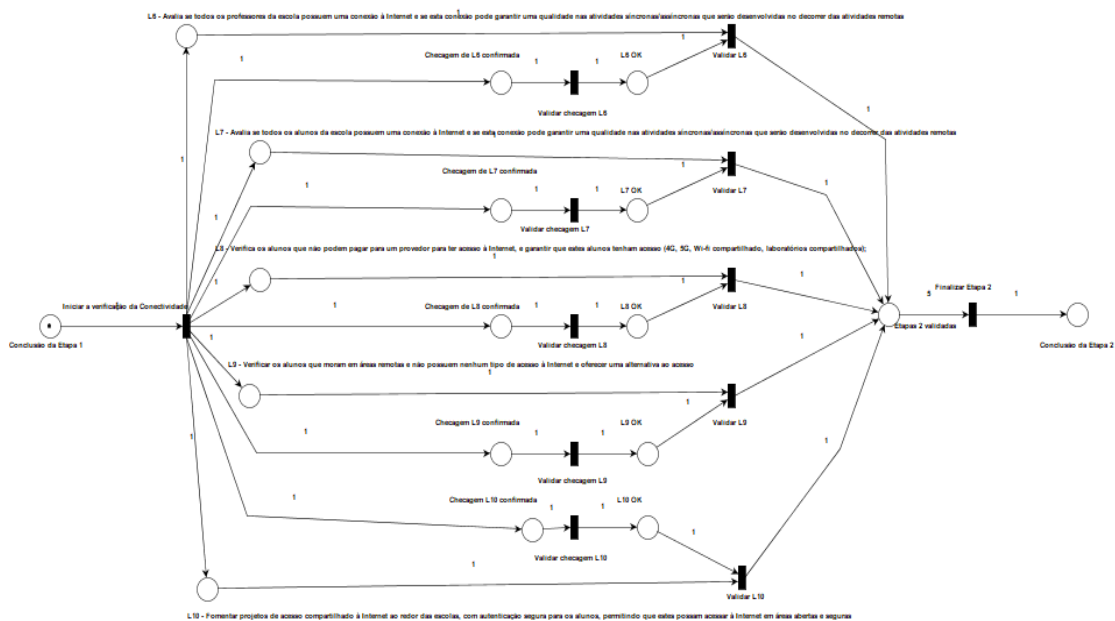 L6 - Avalia se todos os professores da escola possuem uma conexão à Internet e se esta conexão pode garantir uma qualidade nas atividades síncronas/assíncronas que serão desenvolvidas no decorrer das atividades remotas
1
1
Checagem de L6 confirmada
L6 OK
Validar L6
1
1
1
Validar checagem L6
1
1
L7 - Avalia se todos os alunos da escola possuem uma conexão à Internet e se esta conexão pode garantir uma qualidade nas atividades síncronas/assíncronas que serão desenvolvidas no decorrer das atividades remotas
1
1
Checagem de L7 confirmada
1
1
1
1
L7 OK
Validar L7
1
1
Validar checagem L7
L8 - Verifica os alunos que não podem pagar para um provedor para ter acesso à Internet, e garantir que estes alunos tenham acesso (4G, 5G, Wi-fi compartilhado, laboratórios compartilhados);
1
1
1
1
Iniciar a verificação da Conectividade
1
1
Checagem de L8 confirmada
1
1
L8 OK
Validar L8
5
Finalizar Etapa 2
1
Etapas 2 validadas
Conclusão da Etapa 1
Validar checagem L8
Conclusão da Etapa 2
1
1
L9 - Verificar os alunos que moram em áreas remotas e não possuem nenhum tipo de acesso à Internet e oferecer uma alternativa ao acesso
1
1
Checagem L9 confirmada
L9 OK
Validar L9
1
1
1
1
1
Validar checagem L9
1
Checagem L10 confirmada
L10 OK
1
1
1
Validar checagem L10
1
Validar L10
L10 - Fomentar projetos de acesso compartilhado à Internet ao redor das escolas, com autenticação segura para os alunos, permitindo que estes possam acessar à Internet em áreas abertas e seguras